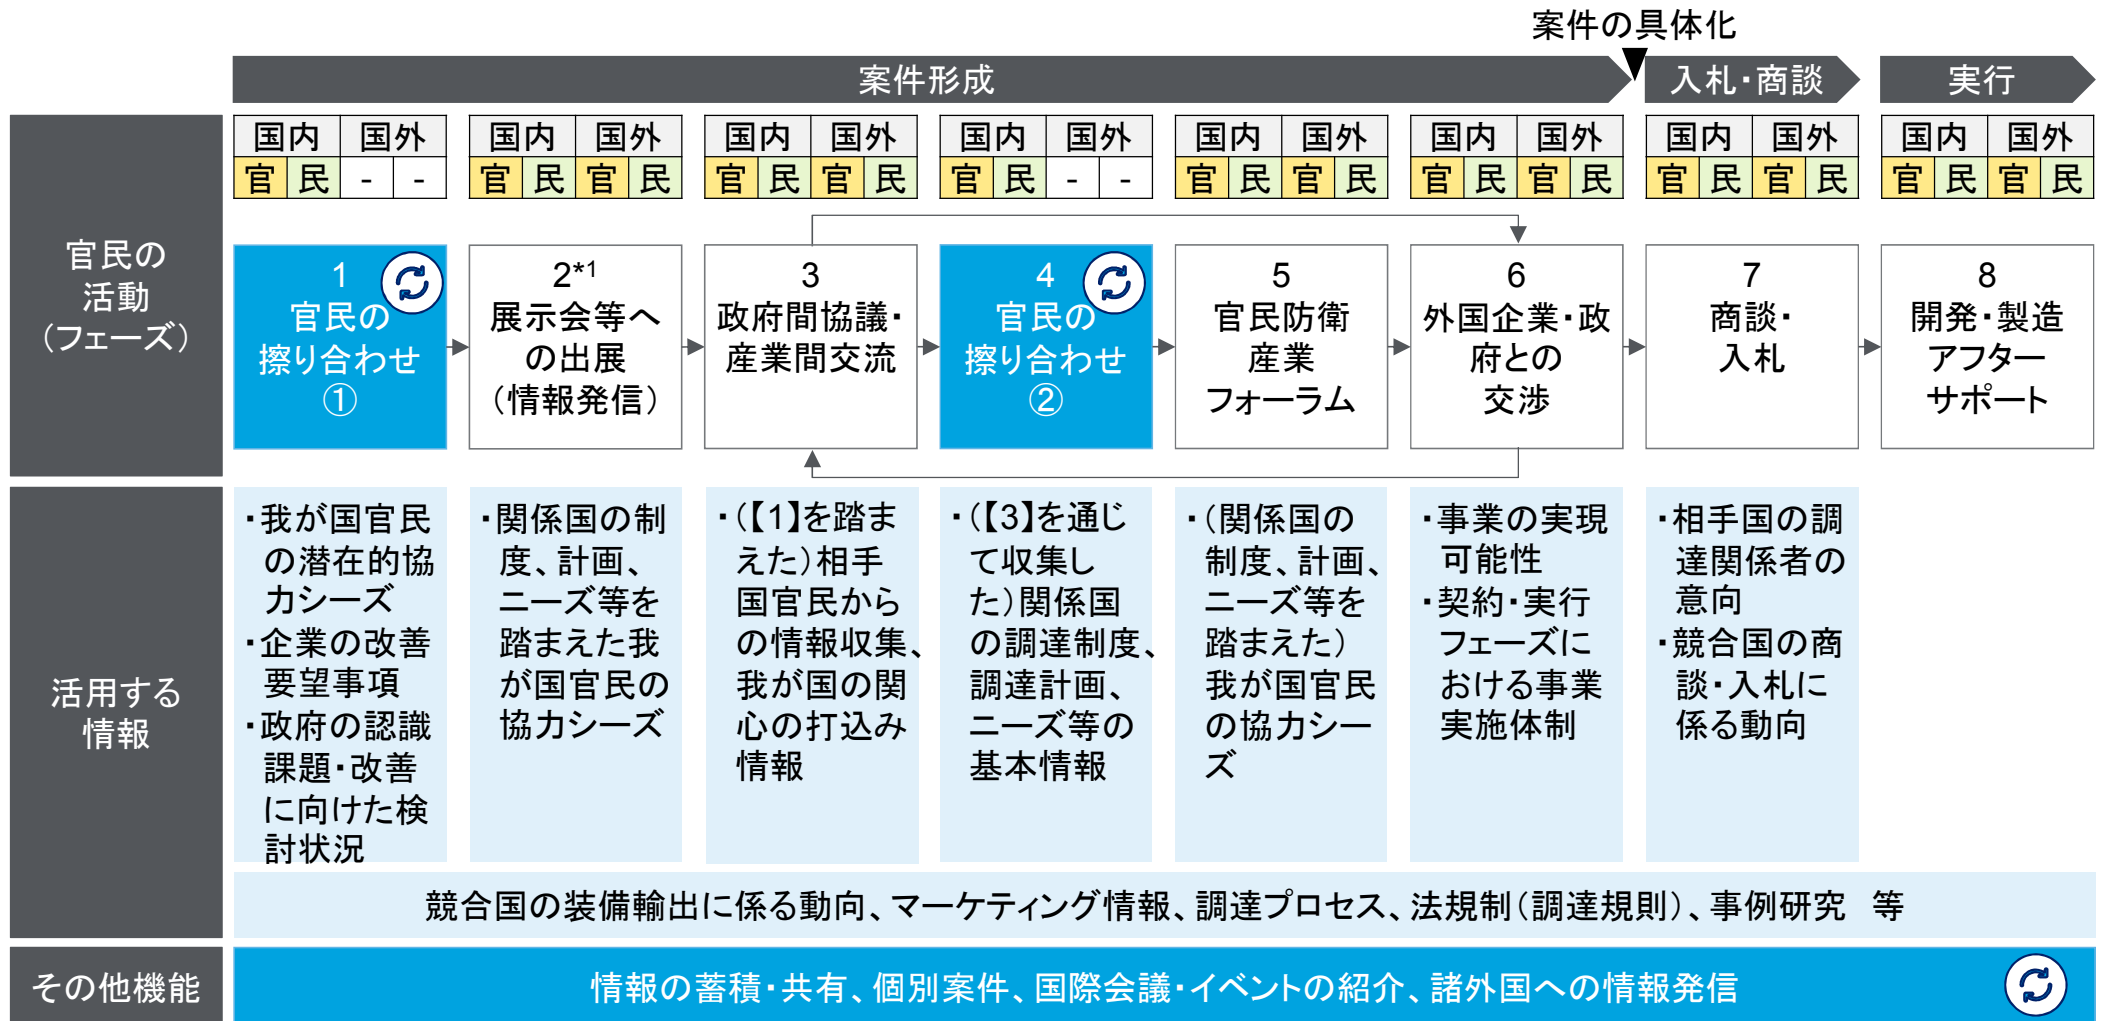 案件の具体化
案件形成
入札・商談
実行
官民の
活動
（フェーズ）
国内 国外
官 民 - -
国内 国外
官 民 官 民
国内 国外
官 民 官 民
国内 国外
官 民 - -
国内 国外
官 民 官 民
国内 国外
官 民 官 民
国内 国外
官 民 官 民
国内 国外
官 民 官 民
1
官民の
擦り合わせ
①
2*1
展示会等へ
の出展
（情報発信）
3
政府間協議・
産業間交流
4
官民の
擦り合わせ
②
5
官民防衛
産業
フォーラム
6
外国企業・政
府との
交渉
7
商談・
入札
8
開発・製造
アフター
サポート
活用する
情報
・我が国官民
の潜在的協
力シーズ
・企業の改善
要望事項
・政府の認識
課題・改善
に向けた検
討状況
・関係国の制
度、計画、
ニーズ等を
踏まえた我
が国官民の
協力シーズ
・（【1】を踏ま
えた）相手
国官民から
の情報収集、
我が国の関
心の打込み
情報
・（【3】を通じ
て収集し
た）関係国
の調達制度、
調達計画、
ニーズ等の
基本情報
・（関係国の
制度、計画、
ニーズ等を
踏まえた）
我が国官民
の協力シー
ズ
・事業の実現
可能性
・契約・実行
フェーズに
おける事業
実施体制
・相手国の調
達関係者の
意向
・競合国の商
談・入札に
係る動向
競合国の装備輸出に係る動向、マーケティング情報、調達プロセス、法規制（調達規則）、事例研究　等
その他機能
情報の蓄積・共有、個別案件、国際会議・イベントの紹介、諸外国への情報発信